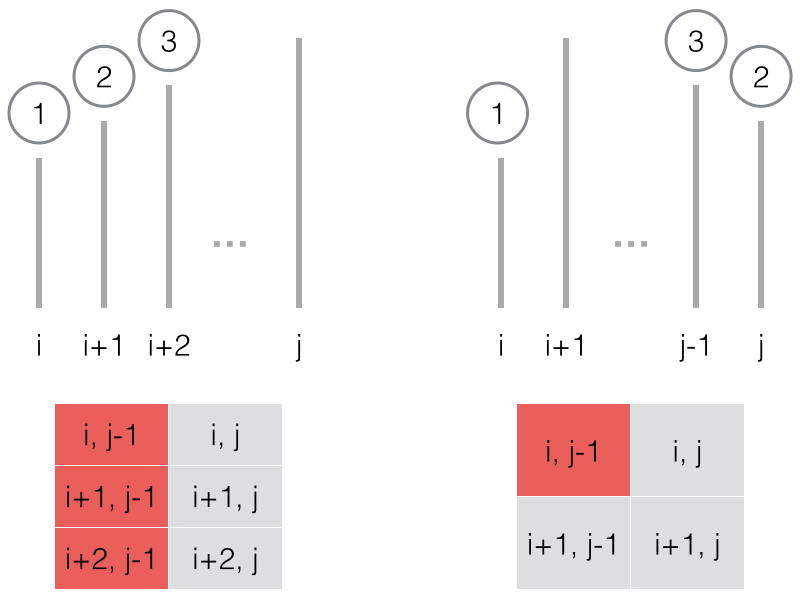 1 2 3
...
i i+1 i+2 j
i, j-1 i, j
i+1, j-1 i+1, j
i+2, j-1 i+2, j
1 3 2
...
i i+1 j-1 j
i, j-1 i, j
i+1, j-1 i+1, j